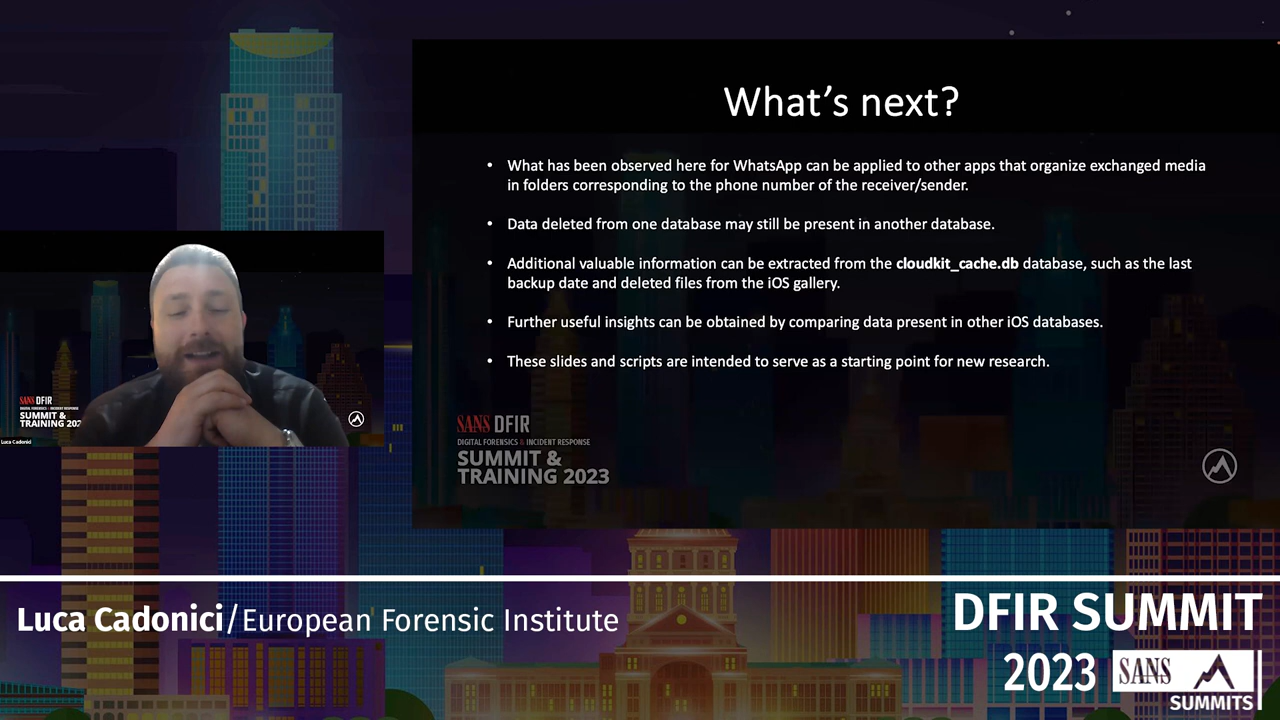 What’s next?
• What has been observed here for WhatsApp can be applied to other apps that organize exchanged media
in folders corresponding to the phone number of the receiver/sender.
• Data deleted from one database may still be present in another database.
• Additional valuable information can be extracted from the cloudkit_cache.db database, such as the last
backup date and deleted files from the iOS gallery.
• Further useful insights can be obtained by comparing data present in other iOS databases.
• These slides and scripts are intended to serve as a starting point for new research.
SANS DFIR
DIGITAL FORENSICS & INCIDENT RESPONSE
SUMMIT &
TRAINING 2023
SANS DFIR
DIGITAL FORENSICS & INCIDENT RESPONSE
SUMMIT &
TRAINING 202
Luca Cadonici
Luca Cadonici/European Forensic Institute
DFIR SUMMIT
2023
SANS
SUMMITS